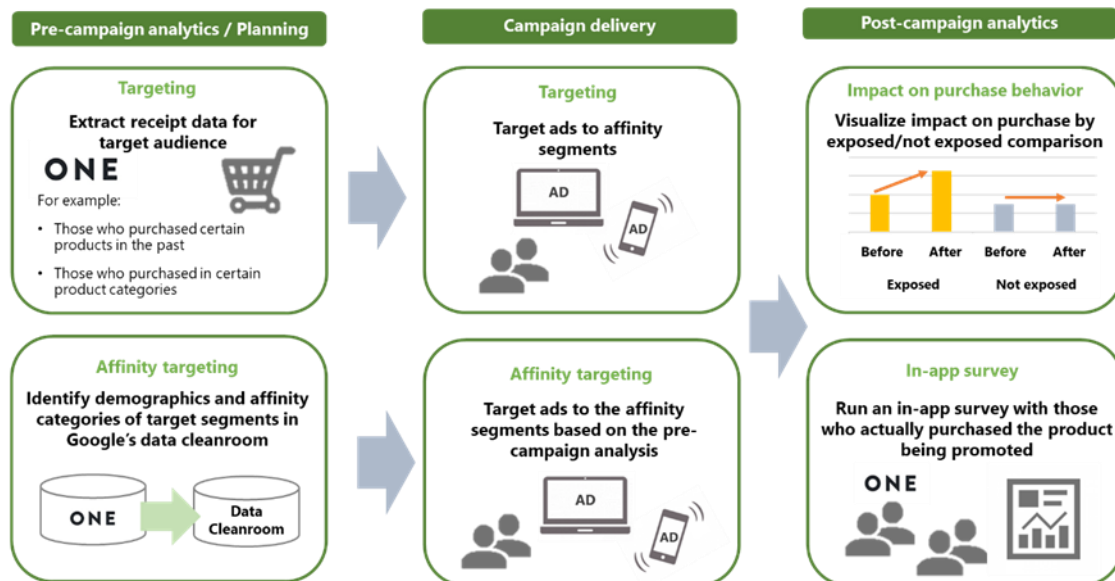 Pre-campaign analytics / Planning
Targeting
Extract receipt data for
target audience
ONE
For example:
• Those who purchased certain
products in the past
• Those who purchased in certain
product categories
Affinity targeting
Identify demographics and affinity
categories of target segments in
Google's data cleanroom
ONE
Data
Cleanroom
Campaign delivery
Targeting
Target ads to affinity
segments
AD
AD
Affinity targeting
Target ads to the affinity
segments based on the pre-
campaign analysis
AD
AD
Post-campaign analytics
Impact on purchase behavior
Visualize impact on purchase by
exposed/not exposed comparison
Before After Before After
Exposed Not exposed
In-app survey
Run an in-app survey with those
who actually purchased the product
being promoted
ONE